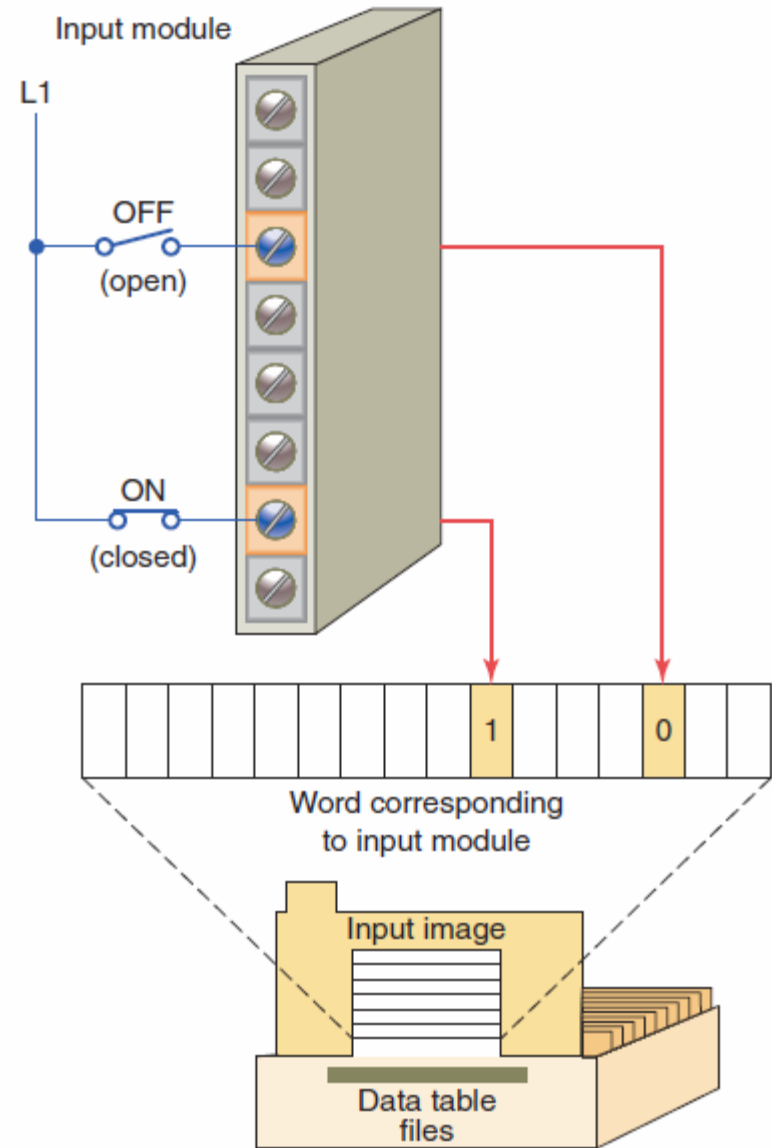 Input module
L1
OFF
(open)
ON
(closed)
1
0
Word corresponding
to input module
Input image
Data table
files